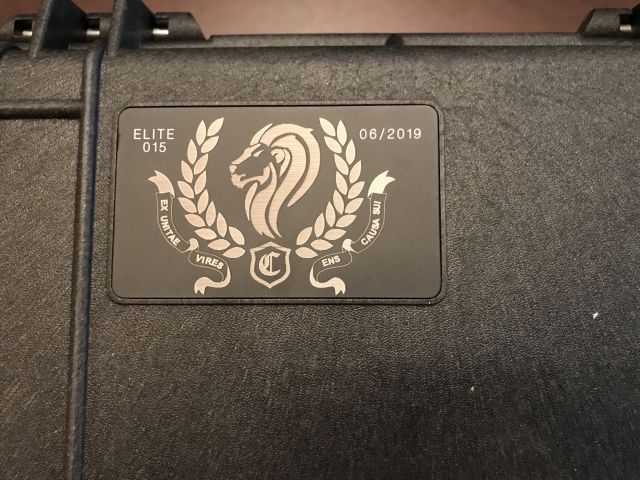 ELITE
015
06/2019
EX UNITAE
VIRES
C
ENS
CAUSA SUI